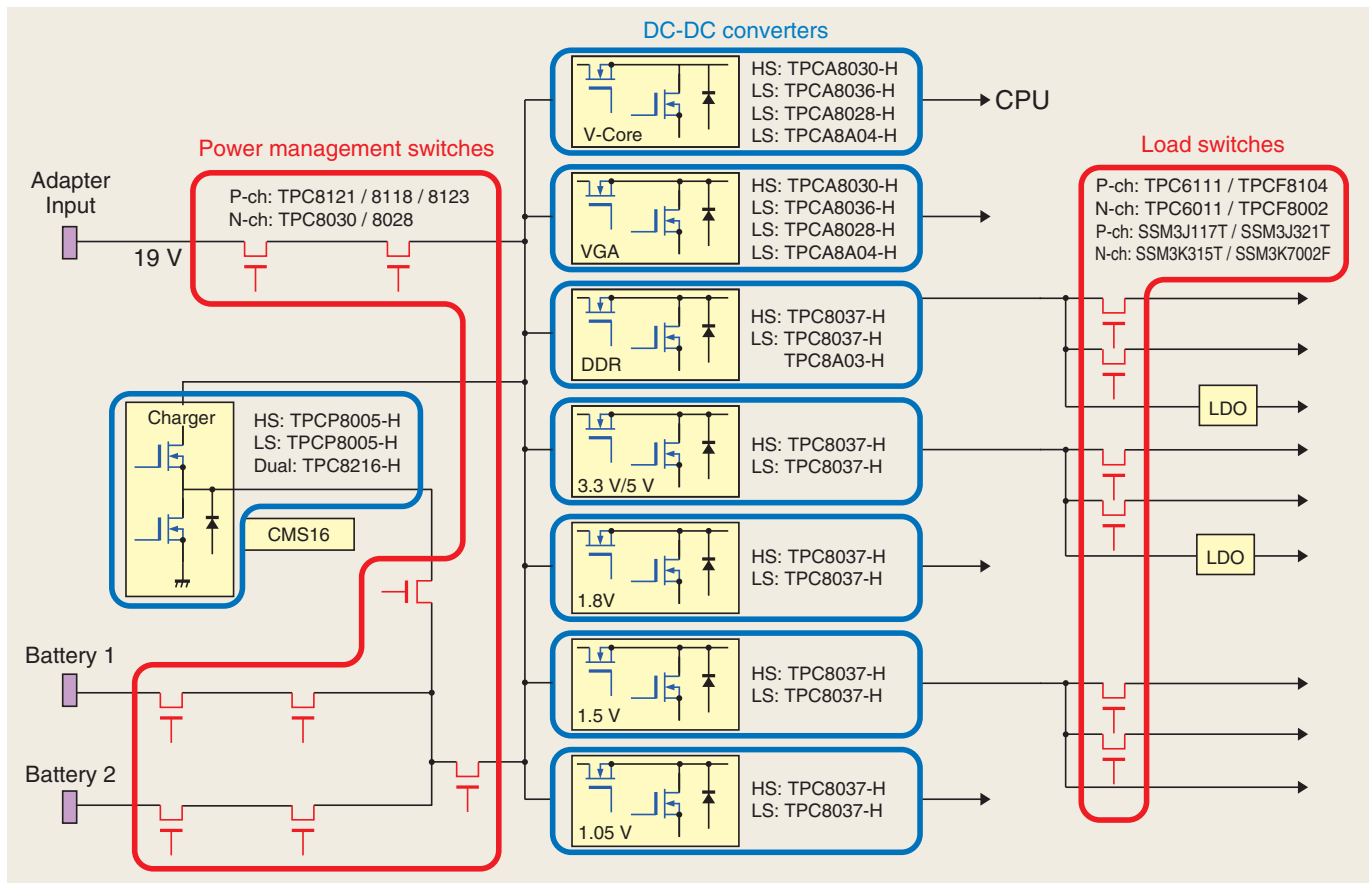 DC-DC converters
HS: TPCA8030-H
LS: TPCA8036-H
LS: TPCA8028-H
LS: TPCA8A04-H
V-Core
CPU
Power management switches
Load switches
Adapter
Input
19 V
P-ch: TPC8121 / 8118 / 8123
N-ch: TPC8030 / 8028
HS: TPCA8030-H
LS: TPCA8036-H
LS: TPCA8028-H
LS: TPCA8A04-H
VGA
P-ch: TPC6111 / TPCF8104
N-ch: TPC6011 / TPCF8002
P-ch: SSM3J117T / SSM3J321T
N-ch: SSM3K315T / SSM3K7002F
HS: TPC8037-H
LS: TPC8037-H
TPC8A03-H
DDR
LDO
Charger
HS: TPCP8005-H
LS: TPCP8005-H
Dual: TPC8216-H
CMS16
HS: TPC8037-H
LS: TPC8037-H
3.3 V/5 V
LDO
HS: TPC8037-H
LS: TPC8037-H
1.8V
Battery 1
HS: TPC8037-H
LS: TPC8037-H
1.5 V
Battery 2
HS: TPC8037-H
LS: TPC8037-H
1.05 V